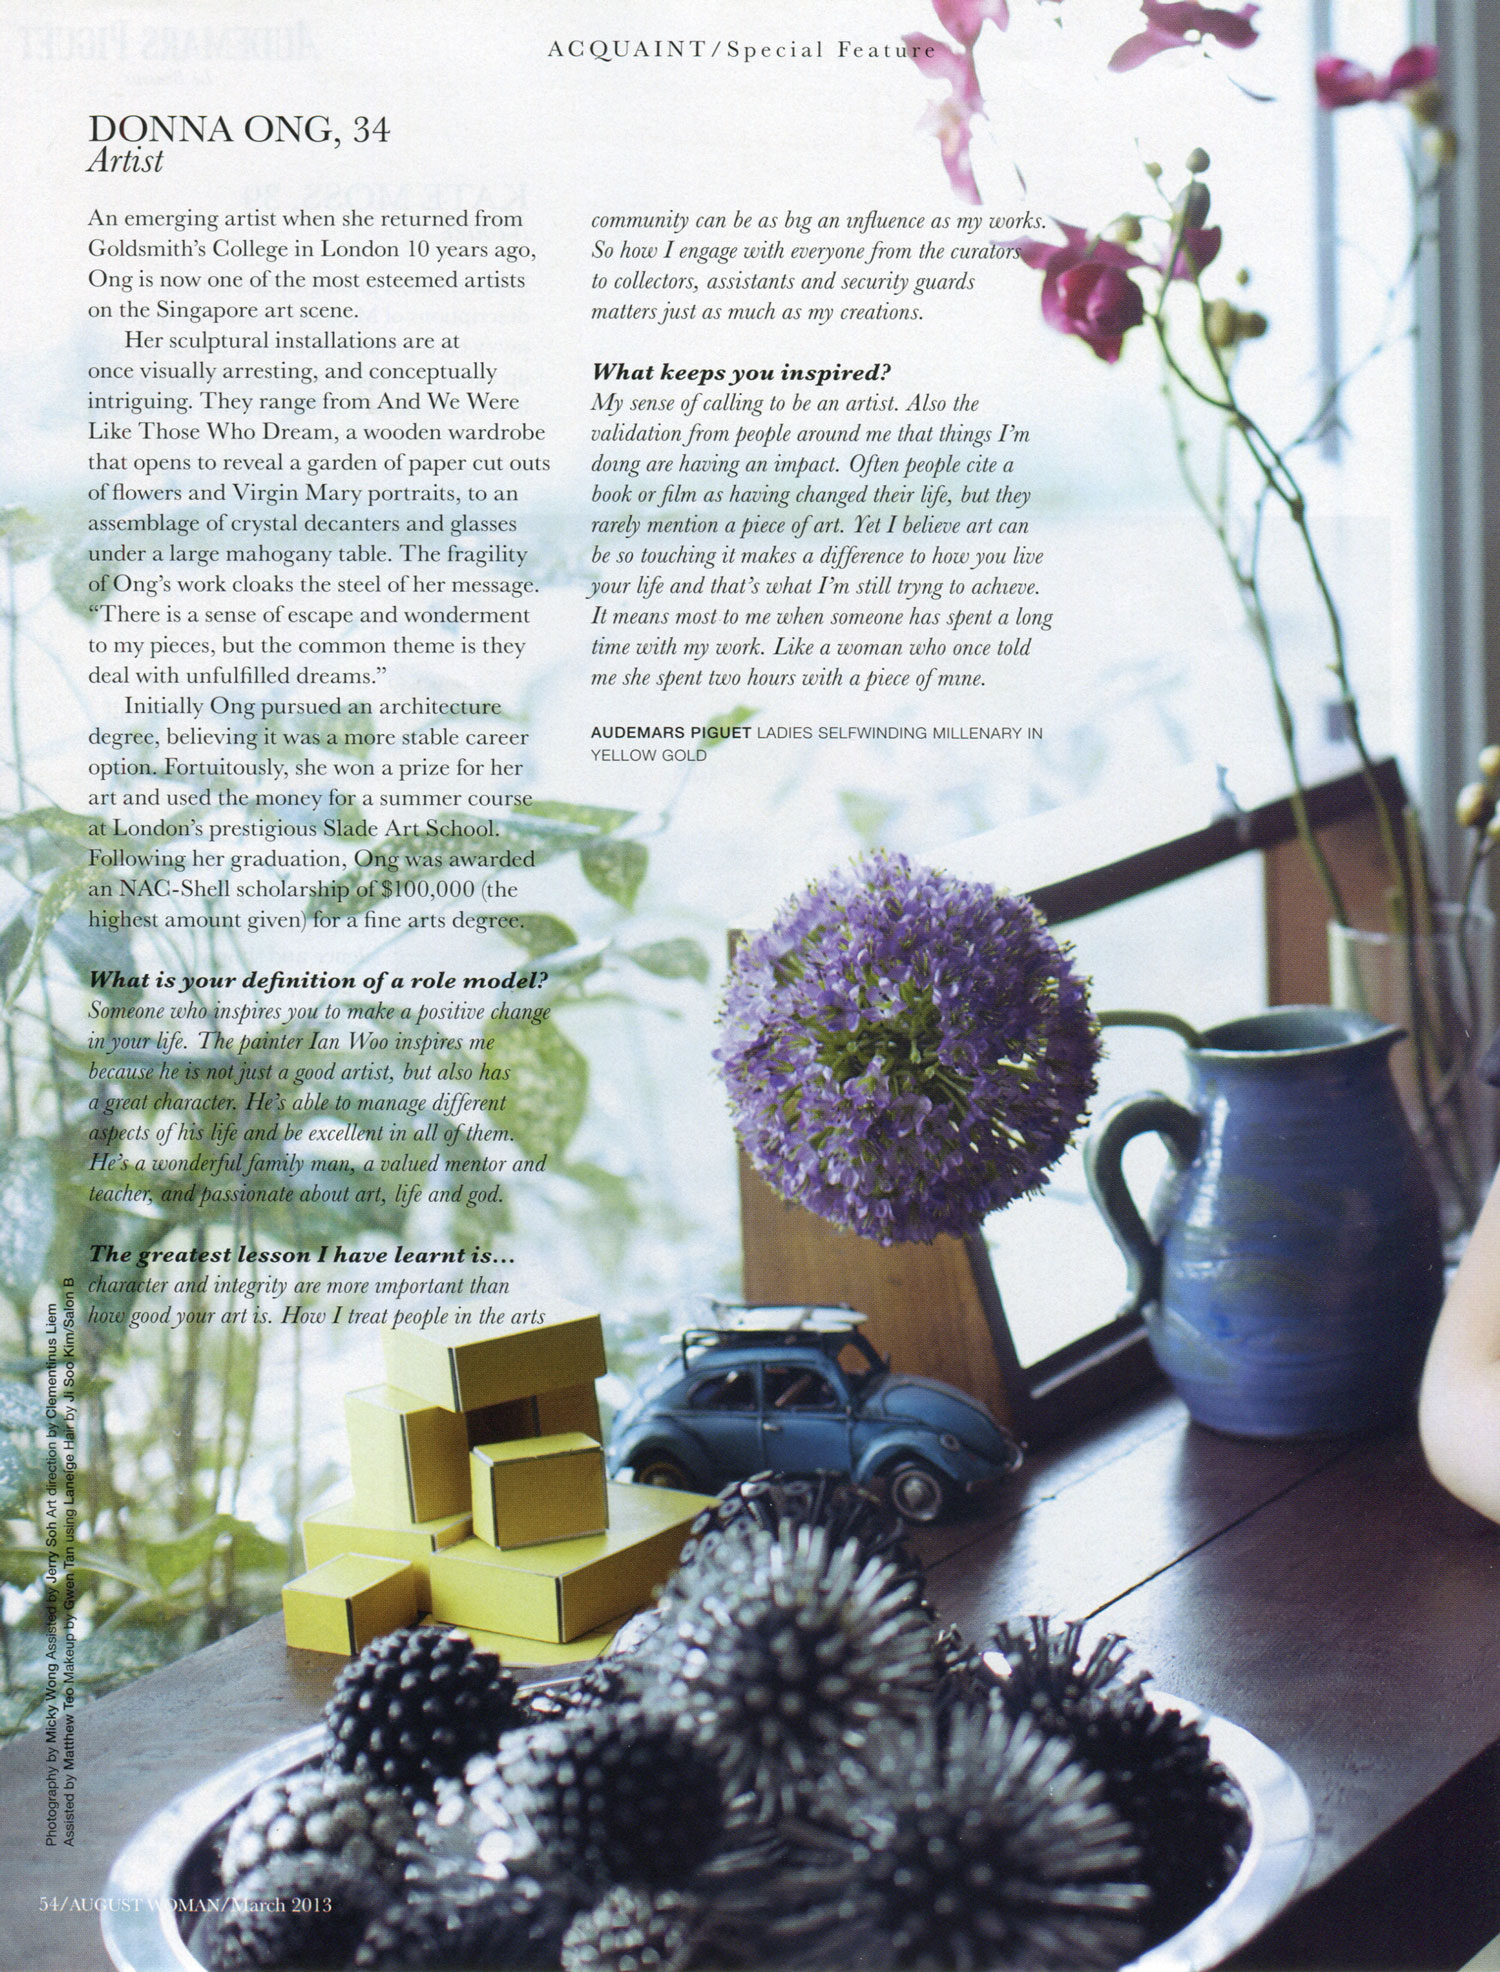 ACQUAINT/Special Feature
DONNA ONG, 34
Artist
An emerging artist when she returned from
Goldsmith's College in London 10 years ago,
Ong is now one of the most esteemed artists
on the Singapore art scene.
Her sculptural installations are at
once visually arresting, and conceptually
intriguing. They range from And We Were
Like Those Who Dream, a wooden wardrobe
that opens to reveal a garden of paper cut outs
of flowers and Virgin Mary portraits, to an
assemblage of crystal decanters and glasses
under a large mahogany table. The fragility
of Ong's work cloaks the steel of her message.
“There is a sense of escape and wonderment
to my pieces, but the common theme is they
deal with unfulfilled dreams.”
Initially Ong pursued an architecture
degree, believing it was a more stable career
option. Fortuitously, she won a prize for her
art and used the money for a summer course
at London's prestigious Slade Art School.
Following her graduation, Ong was awarded
an NAC-Shell scholarship of $100,000 (the
highest amount given) for a fine arts degree.
What is your definition of a role model?
Someone who inspires you to make a positive change
in your life. The painter Ian Woo inspires me
because he is not just a good artist, but also has
a great character. He's able to manage different
aspects of his life and be excellent in all of them.
He's a wonderful family man, a valued mentor and
teacher, and passionate about art, life and god.
The greatest lesson I have learnt is...
character and integrity are more important than
how good your art is. How I treat people in the arts
community can be as big an influence as my works.
So how I engage with everyone from the curators
to collectors, assistants and security guards
matters just as much as my creations.
What keeps you inspired?
My sense of calling to be an artist. Also the
validation from people around me that things I'm
doing are having an impact. Often people cite a
book or film as having changed their life, but they
rarely mention a piece of art. Yet I believe art can
be so touching it makes a difference to how you live
your life and that's what I'm still tryng to achieve.
It means most to me when someone has spent a long
time with my work. Like a woman who once told
me she spent two hours with a piece of mine.
AUDEMARS PIGUET LADIES SELFWINDING MILLENARY IN
YELLOW GOLD
Photography by Micky Wong Assisted by Jerry Soh Art direction by Clementinus Liem
Assisted by Matthew Teo Makeup by Gwen Tan using Laneige Hair by Ji Soo Kim/Salon B
54/AUGUST WOMAN/March 2013